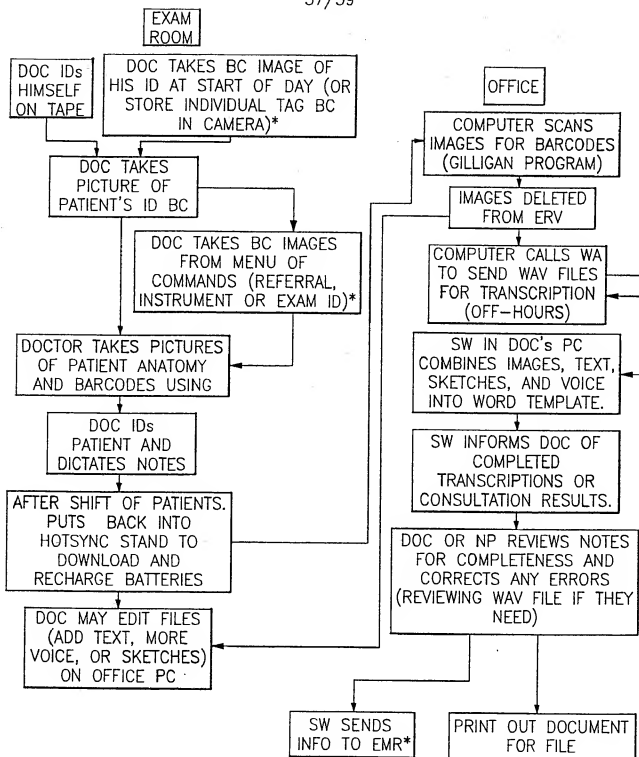 37/39
EXAM
ROOM
DOC IDs
HIMSELF
ON TAPE
DOC TAKES BC IMAGE OF
HIS ID AT START OF DAY (OR
STORE INDIVIDUAL TAG BC
IN CAMERA)*
DOC TAKES
PICTURE OF
PATIENT'S ID BC
DOC TAKES BC IMAGES
FROM MENU OF
COMMANDS (REFERRAL,
INSTRUMENT OR EXAM ID)*
DOCTOR TAKES PICTURES
OF PATIENT ANATOMY
AND BARCODES USING
DOC IDs
PATIENT AND
DICTATES NOTES
AFTER SHIFT OF PATIENTS.
PUTS BACK INTO
HOTSYNC STAND TO
DOWNLOAD AND
RECHARGE BATTERIES
DOC MAY EDIT FILES
(ADD TEXT, MORE
VOICE, OR SKETCHES)
ON OFFICE PC
OFFICE
COMPUTER SCANS
IMAGES FOR BARCODES
(GILLIGAN PROGRAM)
IMAGES DELETED
FROM ERV
COMPUTER CALLS WA
TO SEND WAV FILES
FOR TRANSCRIPTION
(OFF-HOURS)
SW IN DOC's PC
COMBINES IMAGES, TEXT,
SKETCHES, AND VOICE
INTO WORD TEMPLATE.
SW INFORMS DOC OF
COMPLETED
TRANSCRIPTIONS OR
CONSULTATION RESULTS.
DOC OR NP REVIEWS NOTES
FOR COMPLETENESS AND
CORRECTS ANY ERRORS
(REVIEWING WAV FILE IF THEY
NEED)
SW SENDS
INFO TO EMR*
PRINT OUT DOCUMENT
FOR FILE